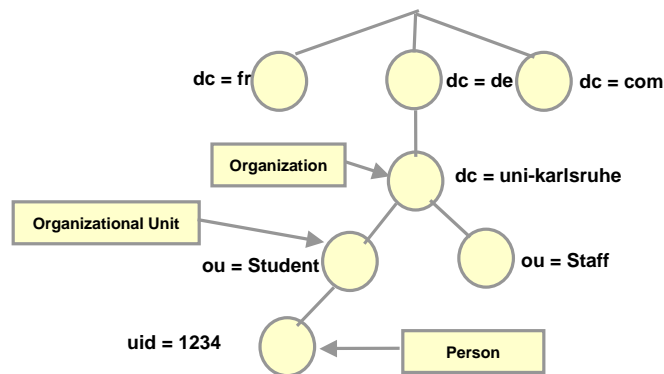 dc = fr
dc = de
dc = com
Organization
dc = uni-karlsruhe
Organizational Unit
ou = Student
ou = Staff
uid = 1234
Person